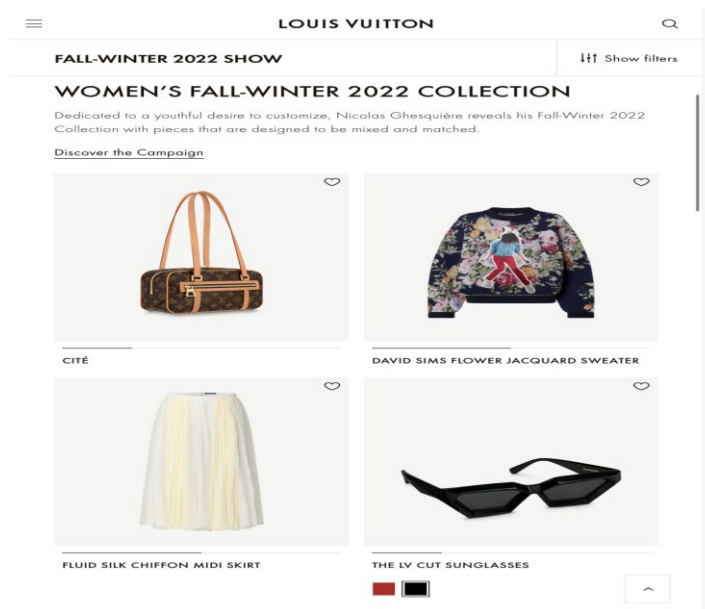 LOUIS VUITTON
FALL-WINTER 2022 SHOW
Show filters
WOMEN'S FALL-WINTER 2022 COLLECTION
Dedicated to a youthful desire to customize, Nicolas Ghesquière reveals his Fall-Winter 2022
Collection with pieces that are designed to be mixed and matched.
Discover the Campaign
CITÉ
DAVID SIMS FLOWER JACQUARD SWEATER
FLUID SILK CHIFFON MIDI SKIRT
THE LV CUT SUNGLASSES